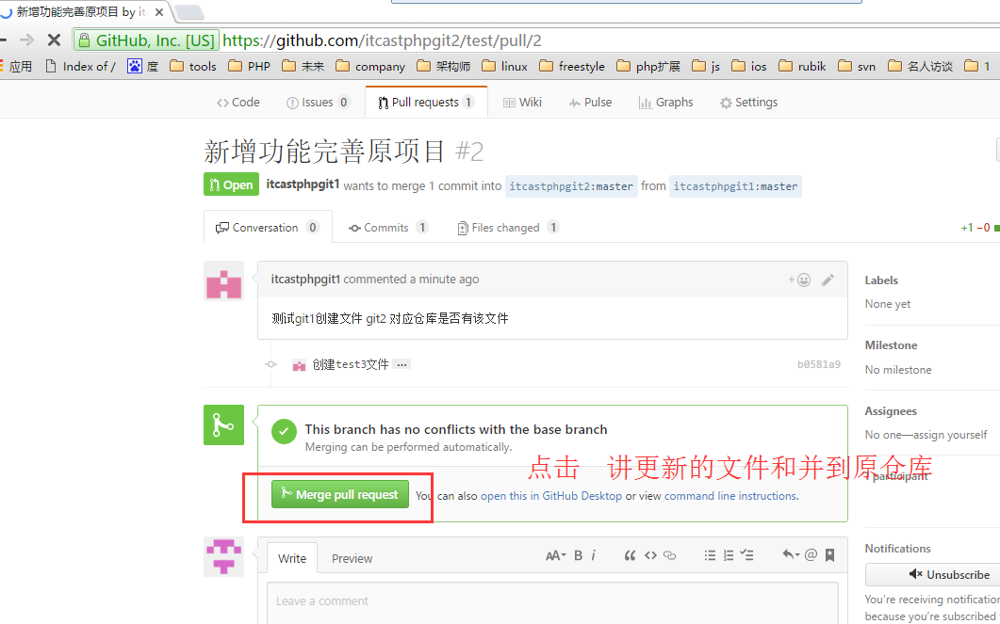 新增功能完善原项目 by it
GitHub, Inc. [US] https://github.com/itcastphpgit2/test/pull/2
应用 Index of / 度 tools PHP 未来 company 架构师 linux freestyle php扩展 js ios rubik svn 名人访谈 1
Code Issues 0 Pull requests 1 Wiki Pulse Graphs Settings
新增功能完善原项目 #2
Open itcastphpgit1 wants to merge 1 commit into itcastphpgit2:master from itcastphpgit1:master
Conversation 0 Commits 1 Files changed 1 +1 −0
itcastphpgit1 commented a minute ago
测试git1创建文件 git2 对应仓库是否有该文件
创建test3文件 … b0581a9
Labels
None yet
Milestone
No milestone
Assignees
No one—assign yourself
This branch has no conflicts with the base branch
Merging can be performed automatically.
点击 讲更新的文件和并到原仓库
participant
Merge pull request You can also open this in GitHub Desktop or view command line instructions.
Write Preview AA B i
Leave a comment
Notifications
Unsubscribe
You're receiving notification
because you're subscribed